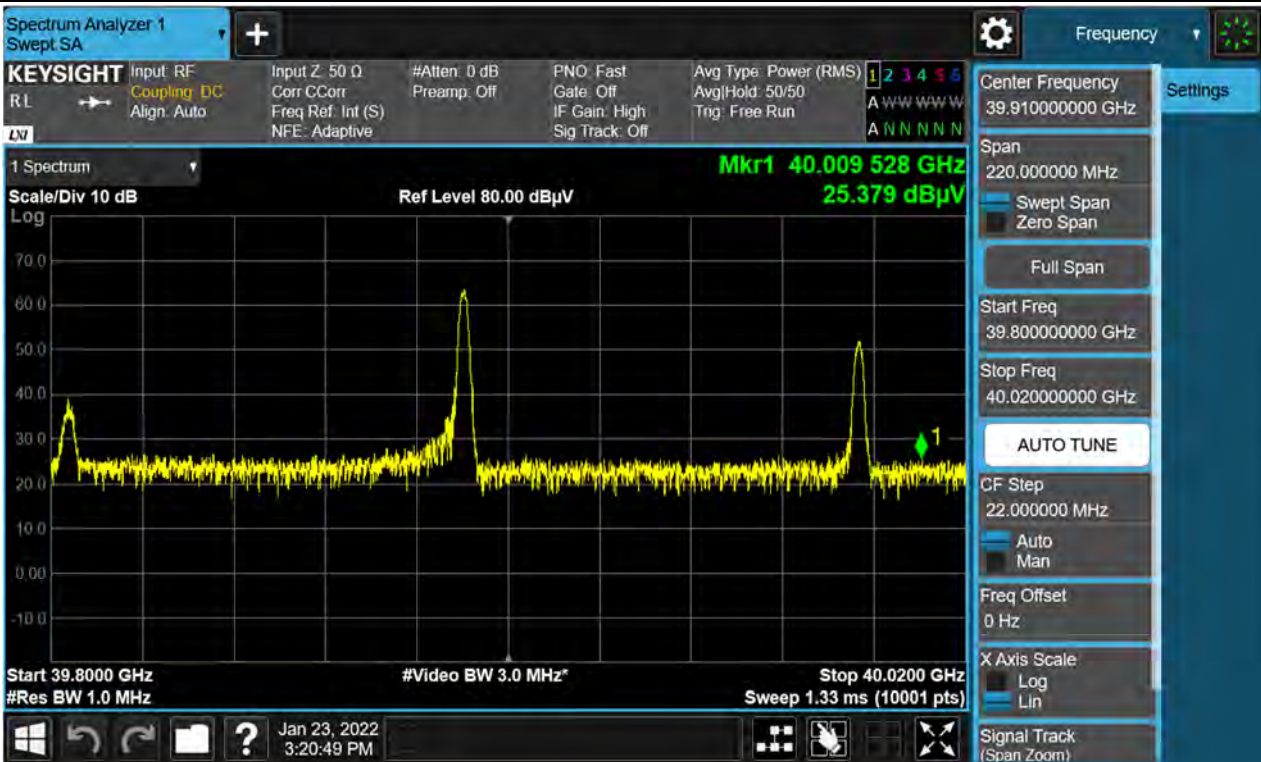 Spectrum Analyzer 1
Swept SA
+
Frequency
KEYSIGHT
R L
LXI
Input: RF
Coupling: DC
Align: Auto
Input Z: 50 Ω
Corr CCorr
Freq Ref: Int (S)
NFE: Adaptive
#Atten: 0 dB
Preamp: Off
PNO: Fast
Gate: Off
IF Gain: High
Sig Track: Off
Avg Type: Power (RMS)
Avg|Hold: 50/50
Trig: Free Run
1 2 3 4 5 6
A W W W W W
A N N N N N
1 Spectrum
Scale/Div 10 dB
Log
Ref Level 80.00 dBµV
Mkr1 40.009 528 GHz
25.379 dBµV
70.0
60.0
50.0
40.0
30.0
20.0
10.0
0.00
-10.0
1
Start 39.8000 GHz
#Res BW 1.0 MHz
#Video BW 3.0 MHz*
Stop 40.0200 GHz
Sweep 1.33 ms (10001 pts)
?
Jan 23, 2022
3:20:49 PM
Center Frequency
39.910000000 GHz
Span
220.000000 MHz
Swept Span
Zero Span
Full Span
Start Freq
39.800000000 GHz
Stop Freq
40.020000000 GHz
AUTO TUNE
CF Step
22.000000 MHz
Auto
Man
Freq Offset
0 Hz
X Axis Scale
Log
Lin
Signal Track
(Span Zoom)
Settings